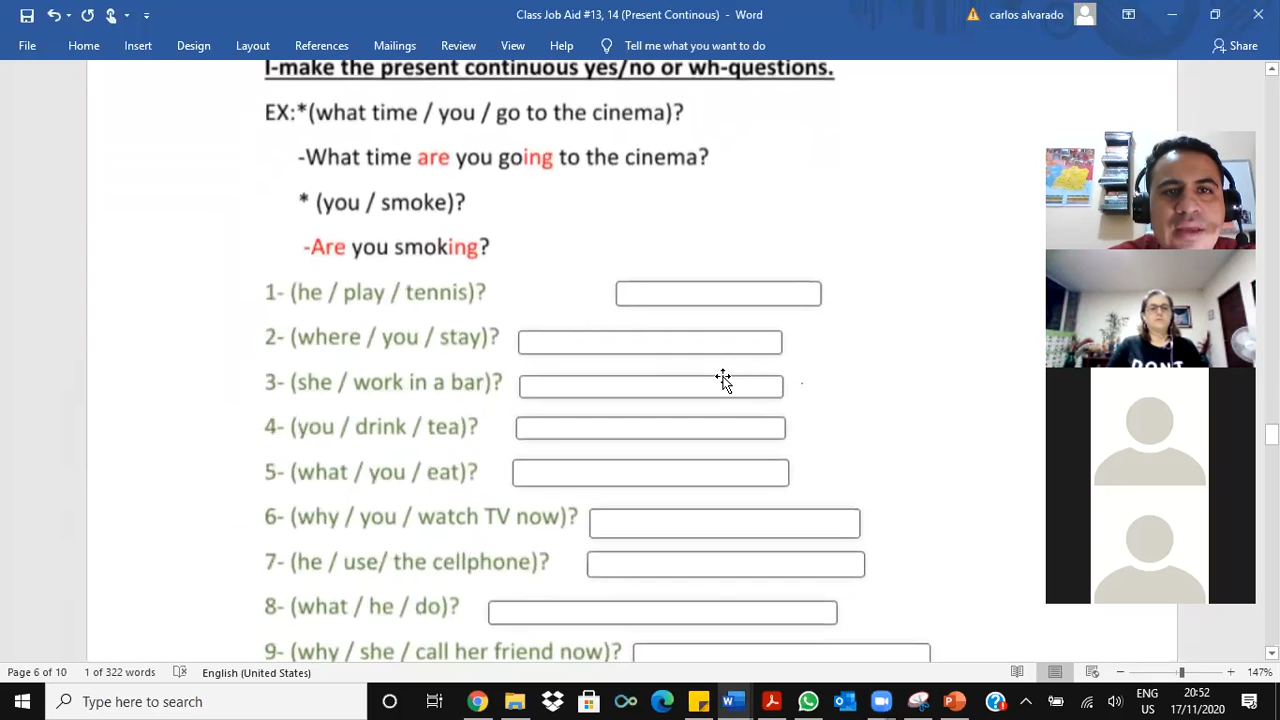 Class Job Aid #13, 14 (Present Continous) - Word
carlos alvarado
File Home Insert Design Layout References Mailings Review View Help Tell me what you want to do Share
I-make the present continuous yes/no or wh-questions.
EX:*(what time / you / go to the cinema)?
-What time are you going to the cinema?
* (you / smoke)?
-Are you smoking?
1- (he / play / tennis)?
2- (where / you / stay)?
3- (she / work in a bar)?
4- (you / drink / tea)?
5- (what / you / eat)?
6- (why / you / watch TV now)?
7- (he / use/ the cellphone)?
8- (what / he / do)?
9- (why / she / call her friend now)?
DONT
Page 6 of 10 1 of 322 words English (United States) 147%
Type here to search
ENG 20:52
US 17/11/2020